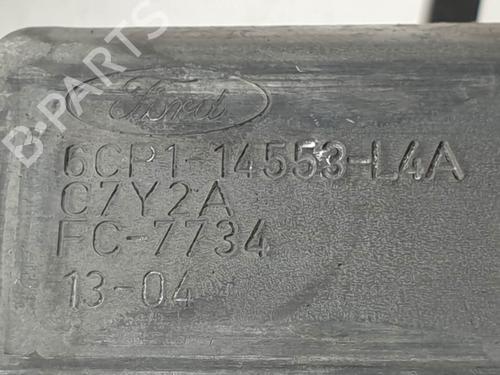 B-PARTS
Ford
6CP1-14553-L4A
C7Y2A
FC-7734
13-04